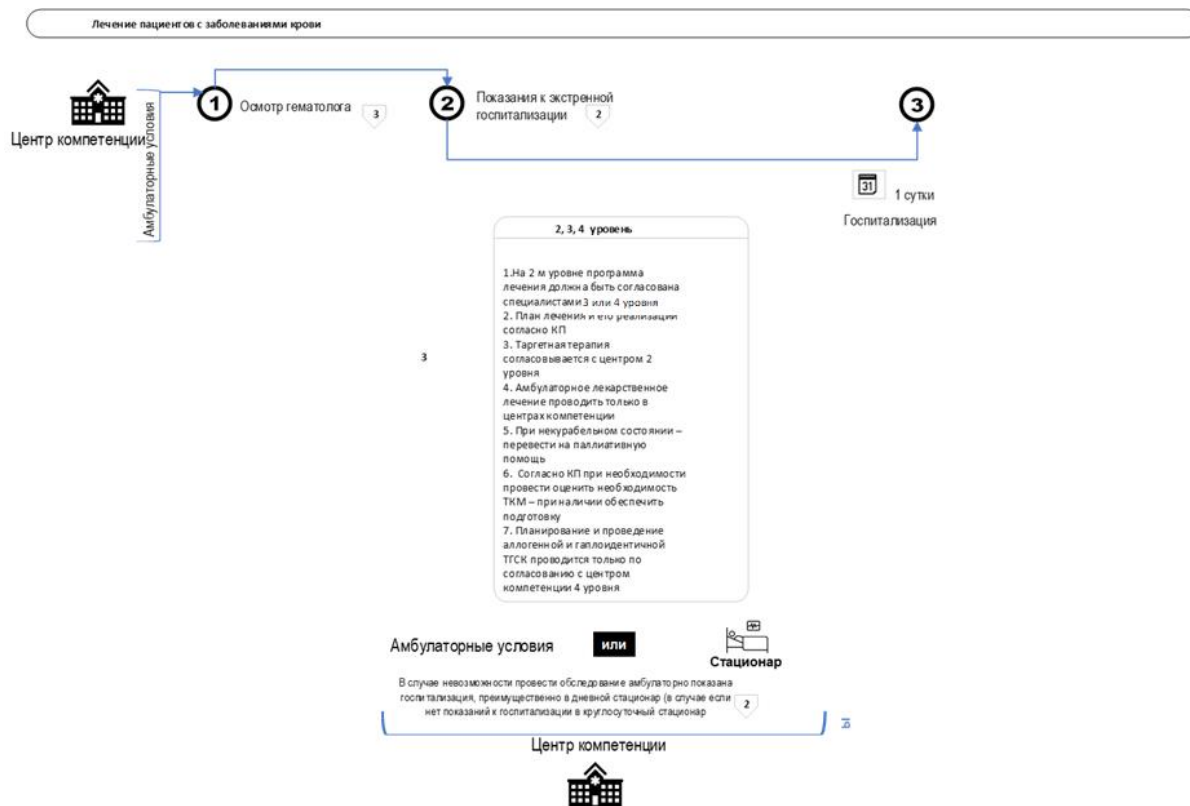 Лечение пациентов с заболеваниями крови
Центр компетенции
Амбулаторные условия
1
Осмотр гематолога
3
2
Показания к экстренной
госпитализации
2
3
31
1 сутки
Госпитализация
2, 3, 4 уровень
1.На 2 м уровне программа
лечения должна быть согласована
специалистами 3 или 4 уровня
2. План лечения и его реализации
согласно КП
3. Таргетная терапия
согласовывается с центром 2
уровня
4. Амбулаторное лекарственное
лечение проводить только в
центрах компетенции
5. При некурабельном состоянии –
перевести на паллиативную
помощь
6. Согласно КП при необходимости
провести оценить необходимость
ТКМ – при наличии обеспечить
подготовку
7. Планирование и проведение
аллогенной и гаплоидентичной
ТГСК проводится только по
согласованию с центром
компетенции 4 уровня
3
Амбулаторные условия
или
Стационар
В случае невозможности провести обследование амбулаторно показана
госпитализация, преимущественно в дневной стационар (в случае если
нет показаний к госпитализации в круглосуточный стационар
2
ы
Центр компетенции